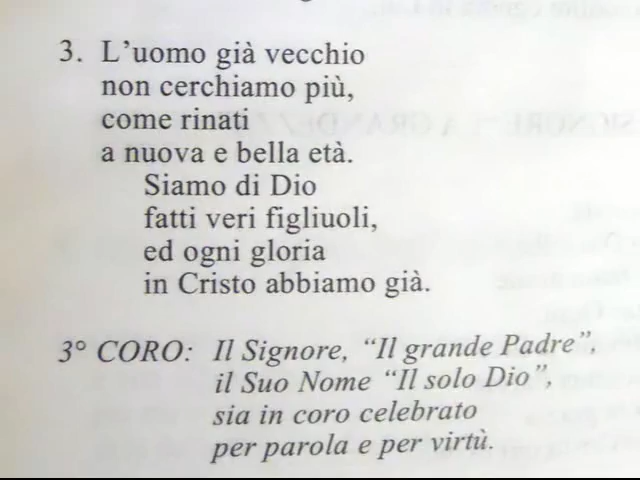 3. L'uomo già vecchio
non cerchiamo più,
come rinati
a nuova e bella età.
Siamo di Dio
fatti veri figliuoli,
ed ogni gloria
in Cristo abbiamo già.
3° CORO: Il Signore, “Il grande Padre”,
il Suo Nome “Il solo Dio”,
sia in coro celebrato
per parola e per virtù.